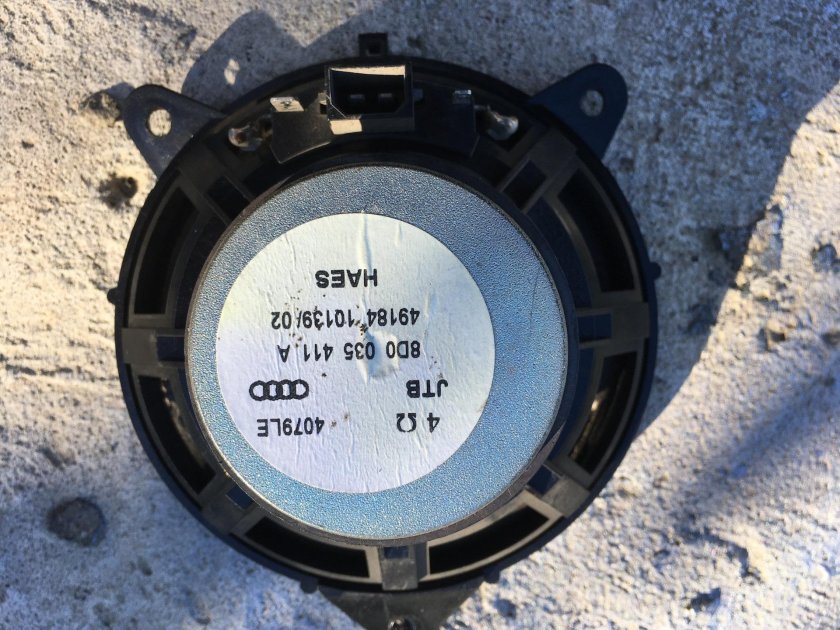 4 Ω 4079LE
JTB
8D0 035 411 A
49184 10139/02
HAES